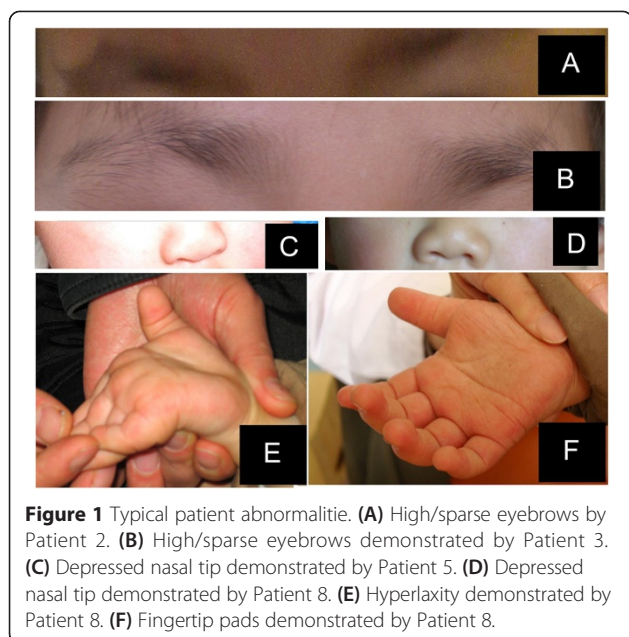 A
B
C
D
E
F
Figure 1 Typical patient abnormalitie. (A) High/sparse eyebrows by
Patient 2. (B) High/sparse eyebrows demonstrated by Patient 3.
(C) Depressed nasal tip demonstrated by Patient 5. (D) Depressed
nasal tip demonstrated by Patient 8. (E) Hyperlaxity demonstrated by
Patient 8. (F) Fingertip pads demonstrated by Patient 8.